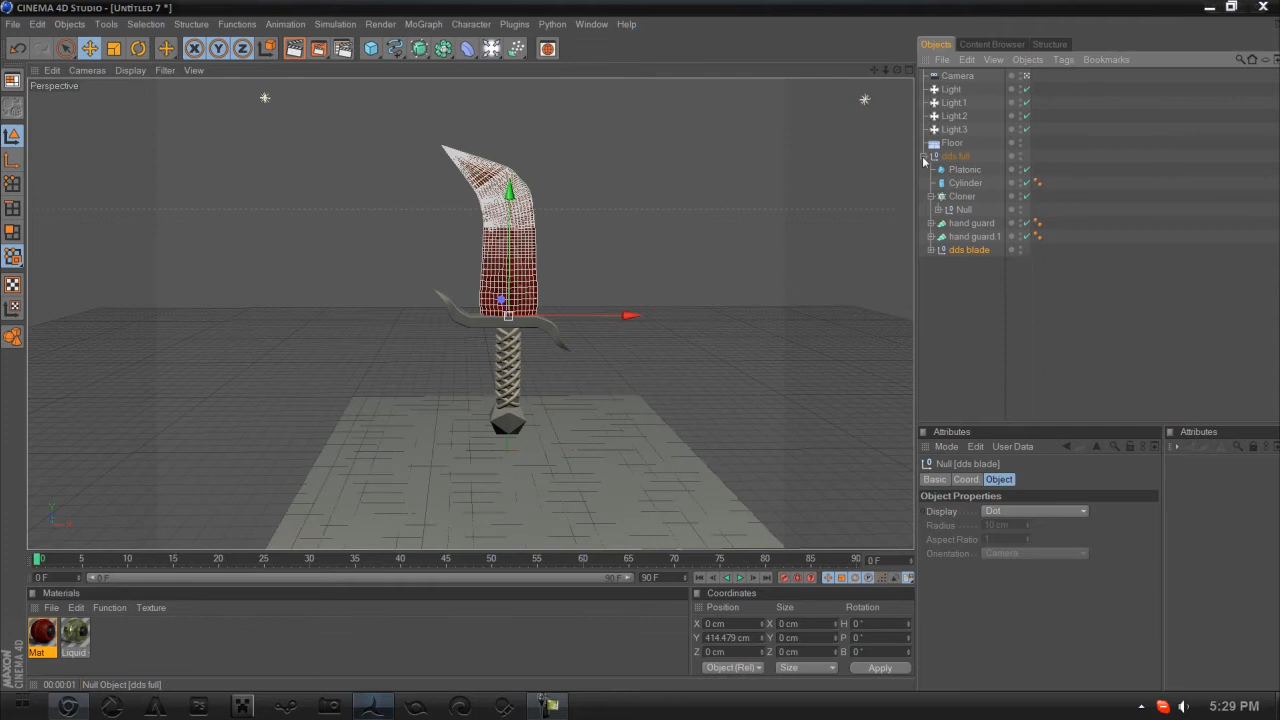 CINEMA 4D Studio - [Untitled 7 *]
File Edit Objects Tools Selection Structure Functions Animation Simulation Render MoGraph Character Plugins Python Window Help
X Y Z
Edit Cameras Display Filter View
Perspective
Objects Content Browser Structure
File Edit View Objects Tags Bookmarks
Camera
Light
Light.1
Light.2
Light.3
Floor
dds full
Platonic
Cylinder
Cloner
Null
hand guard
hand guard.1
dds blade
Attributes
Mode Edit User Data
Null [dds blade]
Basic Coord. Object
Object Properties
Display Dot
Radius 10 cm
Aspect Ratio 1
Orientation Camera
Attributes
0 5 10 15 20 25 30 35 40 45 50 55 60 65 70 75 80 85 90 0 F
0 F 0 F 90 F 90 F
Materials
File Edit Function Texture
Mat Liquid
Coordinates
Position Size Rotation
X 0 cm X 0 cm H 0 °
Y 414.479 cm Y 0 cm P 0 °
Z 0 cm Z 0 cm B 0 °
Object (Rel) Size Apply
MAXON CINEMA 4D
00:00:01 Null Object [dds full]
5:29 PM